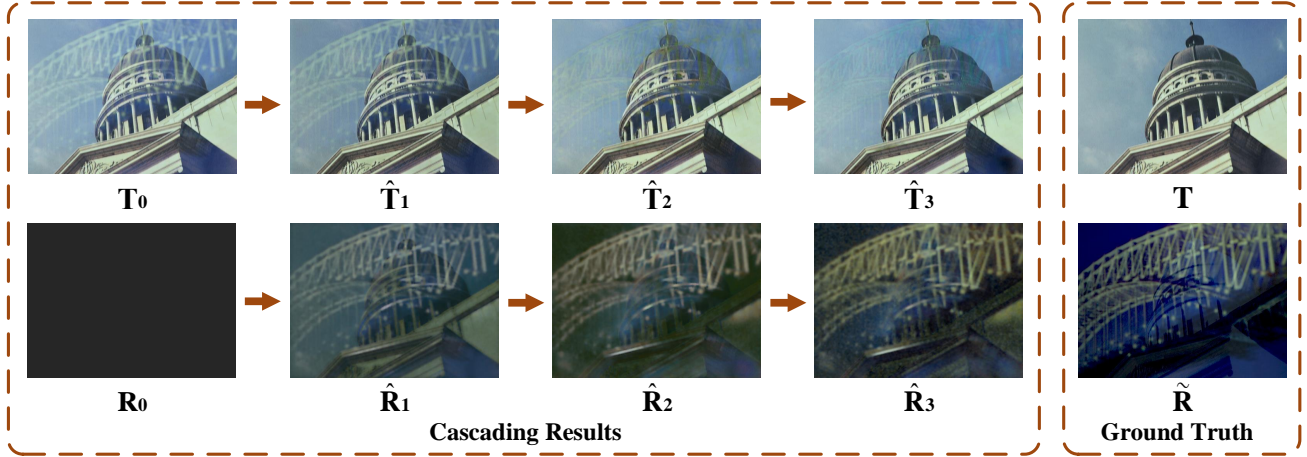 T₀ T̂₁ T̂₂ T̂₃ T
R₀ R̂₁ R̂₂ R̂₃ R̃
Cascading Results Ground Truth